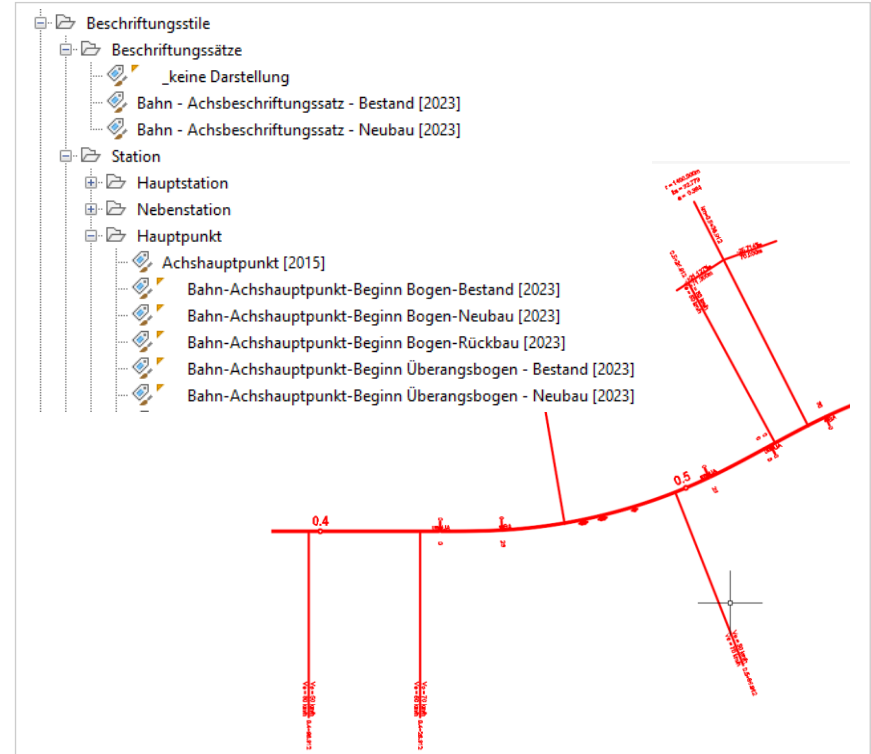 Beschriftungsstile
Beschriftungssätze
_keine Darstellung
Bahn - Achsbeschriftungssatz - Bestand [2023]
Bahn - Achsbeschriftungssatz - Neubau [2023]
Station
Hauptstation
Nebenstation
Hauptpunkt
Achshauptpunkt [2015]
Bahn-Achshauptpunkt-Beginn Bogen-Bestand [2023]
Bahn-Achshauptpunkt-Beginn Bogen-Neubau [2023]
Bahn-Achshauptpunkt-Beginn Bogen-Rückbau [2023]
Bahn-Achshauptpunkt-Beginn Überangsbogen - Bestand [2023]
Bahn-Achshauptpunkt-Beginn Überangsbogen - Neubau [2023]
0.5
0.4